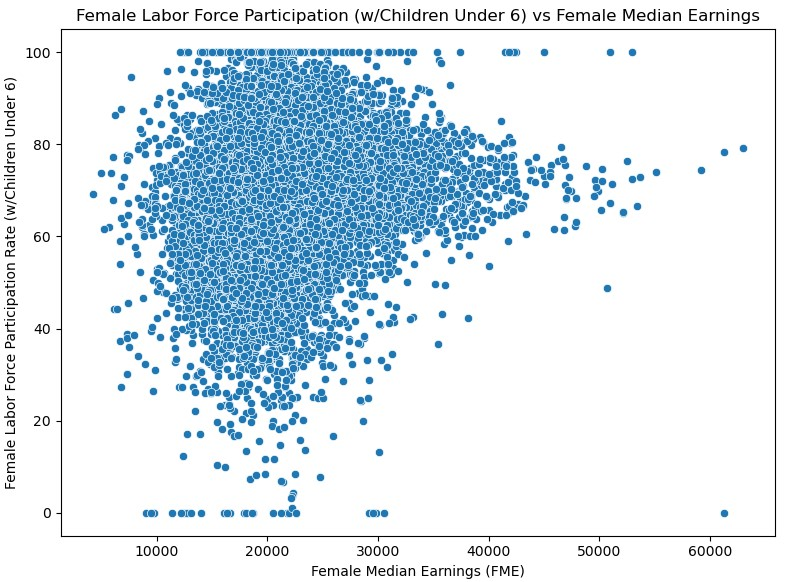 Female Labor Force Participation (w/Children Under 6) vs Female Median Earnings
Female Labor Force Participation Rate (w/Children Under 6)
100
80
60
40
20
0
10000 20000 30000 40000 50000 60000
Female Median Earnings (FME)